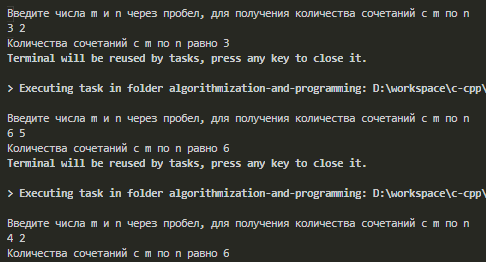 Введите числа m и n через пробел, для получения количества сочетаний с m по n
3 2
Количества сочетаний с m по n равно 3
Terminal will be reused by tasks, press any key to close it.
> Executing task in folder algorithmization-and-programming: D:\workspace\c-cpp\
Введите числа m и n через пробел, для получения количества сочетаний с m по n
6 5
Количества сочетаний с m по n равно 6
Terminal will be reused by tasks, press any key to close it.
> Executing task in folder algorithmization-and-programming: D:\workspace\c-cpp\
Введите числа m и n через пробел, для получения количества сочетаний с m по n
4 2
Количества сочетаний с m по n равно 6